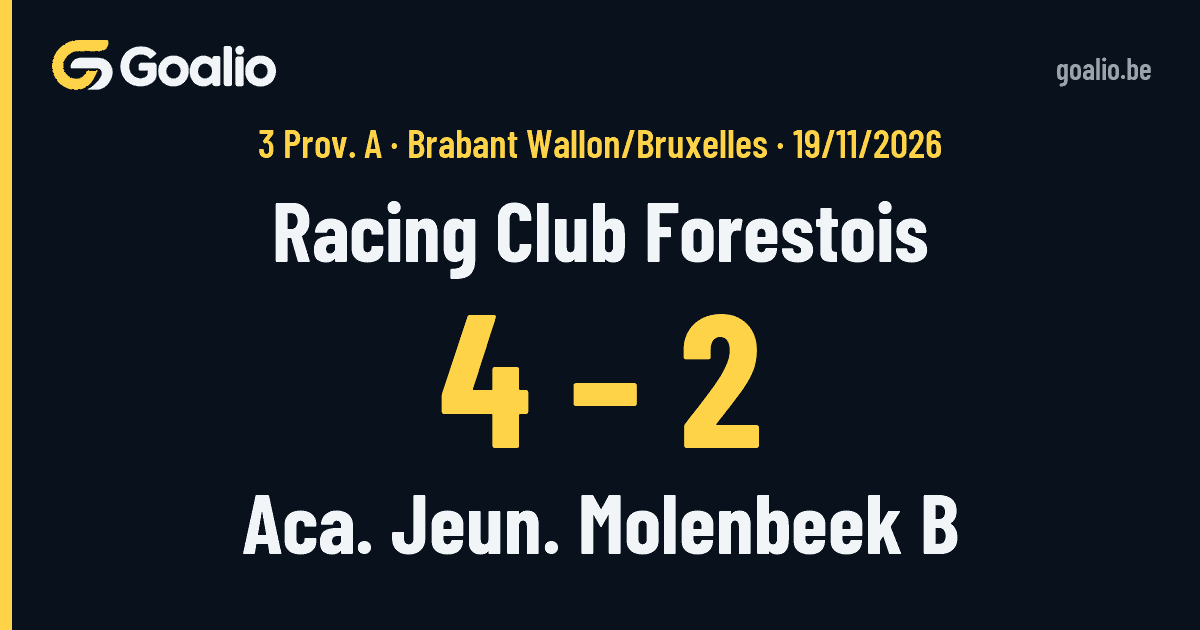 Goalio
goalio.be
3 Prov. A · Brabant Wallon/Bruxelles · 19/11/2026
Racing Club Forestois
4 – 2
Aca. Jeun. Molenbeek B